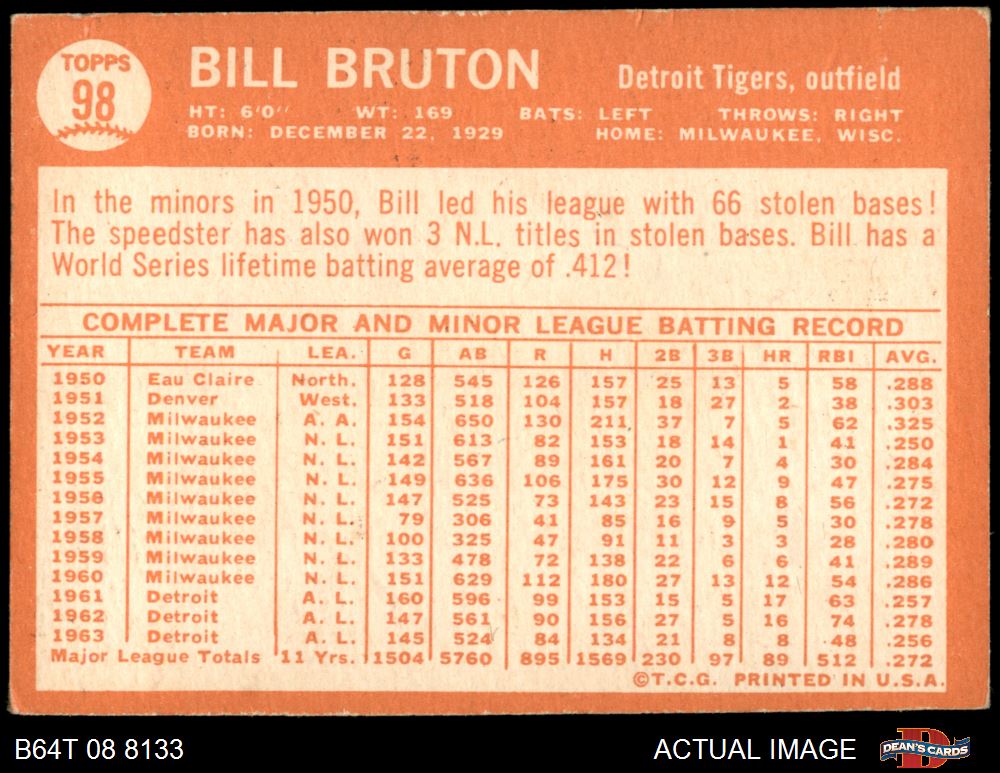 TOPPS
98
BILL BRUTON
Detroit Tigers, outfield
HT: 6'0" WT: 169 BATS: LEFT THROWS: RIGHT
BORN: DECEMBER 22, 1929 HOME: MILWAUKEE, WISC.
In the minors in 1950, Bill led his league with 66 stolen bases!
The speedster has also won 3 N.L. titles in stolen bases. Bill has a
World Series lifetime batting average of .412!
COMPLETE MAJOR AND MINOR LEAGUE BATTING RECORD
YEAR TEAM LEA. G AB R H 2B 3B HR RBI AVG.
1950 Eau Claire North. 128 545 126 157 25 13 5 58 .288
1951 Denver West. 133 518 104 157 18 27 2 38 .303
1952 Milwaukee A. A. 154 650 130 211 37 7 5 62 .325
1953 Milwaukee N. L. 151 613 82 153 18 14 1 41 .250
1954 Milwaukee N. L. 142 567 89 161 20 7 4 30 .284
1955 Milwaukee N. L. 149 636 106 175 30 12 9 47 .275
1956 Milwaukee N. L. 147 525 73 143 23 15 8 56 .272
1957 Milwaukee N. L. 79 306 41 85 16 9 5 30 .278
1958 Milwaukee N. L. 100 325 47 91 11 3 3 28 .280
1959 Milwaukee N. L. 133 478 72 138 22 6 6 41 .289
1960 Milwaukee N. L. 151 629 112 180 27 13 12 54 .286
1961 Detroit A. L. 160 596 99 153 15 5 17 63 .257
1962 Detroit A. L. 147 561 90 156 27 5 16 74 .278
1963 Detroit A. L. 145 524 84 134 21 8 8 48 .256
Major League Totals 11 Yrs. 1504 5760 895 1569 230 97 89 512 .272
©T.C.G. PRINTED IN U.S.A.
B64T 08 8133
ACTUAL IMAGE
DEAN'S CARDS